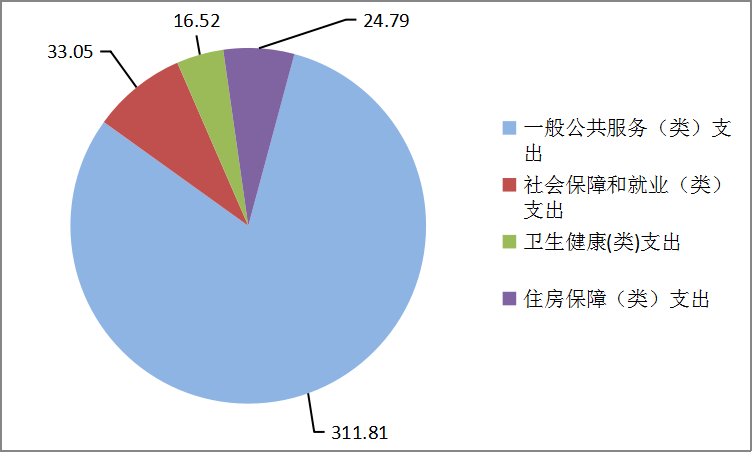 16.52
24.79
33.05
311.81
一般公共服务（类）支
出
社会保障和就业（类）
支出
卫生健康(类)支出
住房保障（类）支出